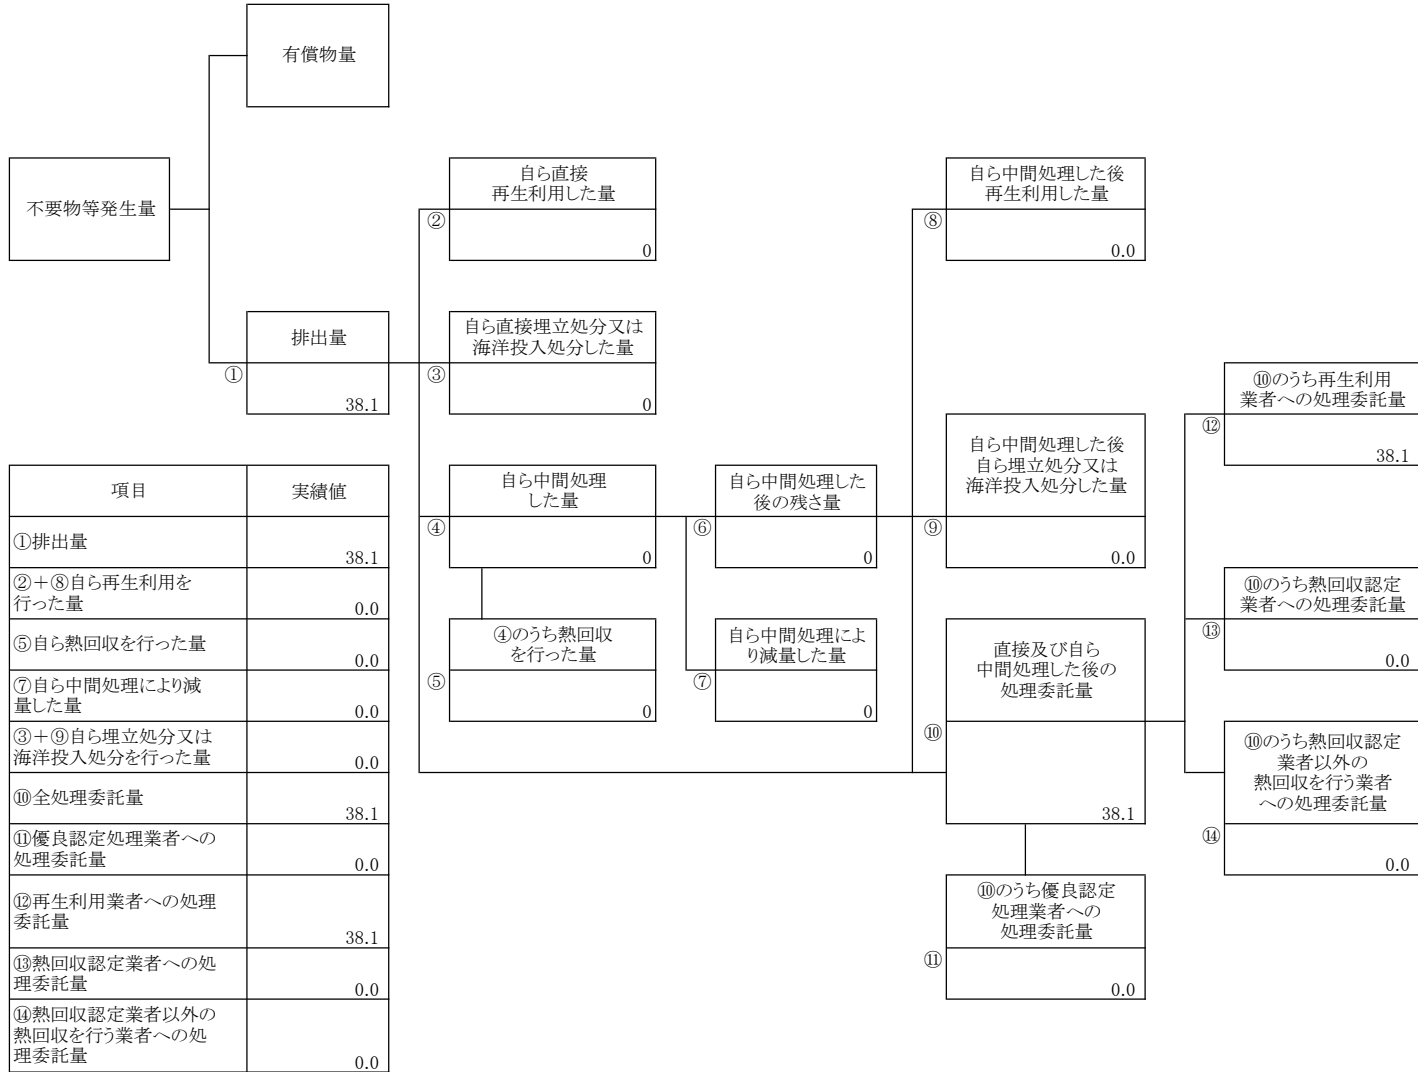 有償物量
不要物等発生量
自ら直接
再生利用した量
②
0
自ら中間処理した後
再生利用した量
⑧
0.0
排出量
①
38.1
自ら直接埋立処分又は
海洋投入処分した量
③
0
⑩のうち再生利用
業者への処理委託量
⑫
38.1
自ら中間処理
した量
④
0
自ら中間処理した
後の残さ量
⑥
0
自ら中間処理した後
自ら埋立処分又は
海洋投入処分した量
⑨
0.0
⑩のうち熱回収認定
業者への処理委託量
⑬
0.0
④のうち熱回収
を行った量
⑤
0
自ら中間処理によ
り減量した量
⑦
0
直接及び自ら
中間処理した後の
処理委託量
⑩
38.1
⑩のうち熱回収認定
業者以外の
熱回収を行う業者
への処理委託量
⑭
0.0
⑩のうち優良認定
処理業者への
処理委託量
⑪
0.0
項目
実績値
①排出量
38.1
②＋⑧自ら再生利用を
行った量
0.0
⑤自ら熱回収を行った量
0.0
⑦自ら中間処理により減
量した量
0.0
③＋⑨自ら埋立処分又は
海洋投入処分を行った量
0.0
⑩全処理委託量
38.1
⑪優良認定処理業者への
処理委託量
0.0
⑫再生利用業者への処理
委託量
38.1
⑬熱回収認定業者への処
理委託量
0.0
⑭熱回収認定業者以外の
熱回収を行う業者への処
理委託量
0.0